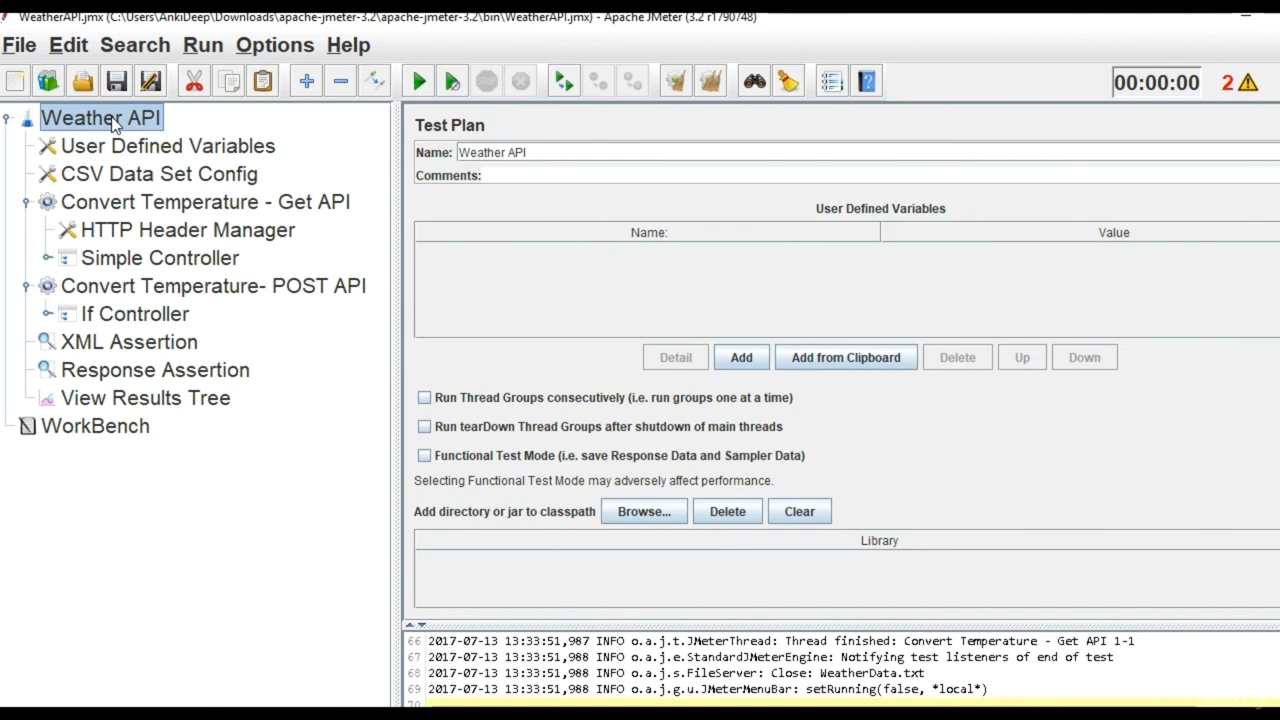 WeatherAPI.jmx (C:\Users\AnkiDeep\Downloads\apache-jmeter-3.2\apache-jmeter-3.2\bin\WeatherAPI.jmx) - Apache JMeter (3.2 r1790748)
File Edit Search Run Options Help
00:00:00 2
Weather API
User Defined Variables
CSV Data Set Config
Convert Temperature - Get API
HTTP Header Manager
Simple Controller
Convert Temperature- POST API
If Controller
XML Assertion
Response Assertion
View Results Tree
WorkBench
Test Plan
Name: Weather API
Comments:
User Defined Variables
Name: Value
Detail Add Add from Clipboard Delete Up Down
Run Thread Groups consecutively (i.e. run groups one at a time)
Run tearDown Thread Groups after shutdown of main threads
Functional Test Mode (i.e. save Response Data and Sampler Data)
Selecting Functional Test Mode may adversely affect performance.
Add directory or jar to classpath Browse... Delete Clear
Library
66 2017-07-13 13:33:51,987 INFO o.a.j.t.JMeterThread: Thread finished: Convert Temperature - Get API 1-1
67 2017-07-13 13:33:51,988 INFO o.a.j.e.StandardJMeterEngine: Notifying test listeners of end of test
68 2017-07-13 13:33:51,988 INFO o.a.j.s.FileServer: Close: WeatherData.txt
69 2017-07-13 13:33:51,988 INFO o.a.j.g.u.JMeterMenuBar: setRunning(false, *local*)
70